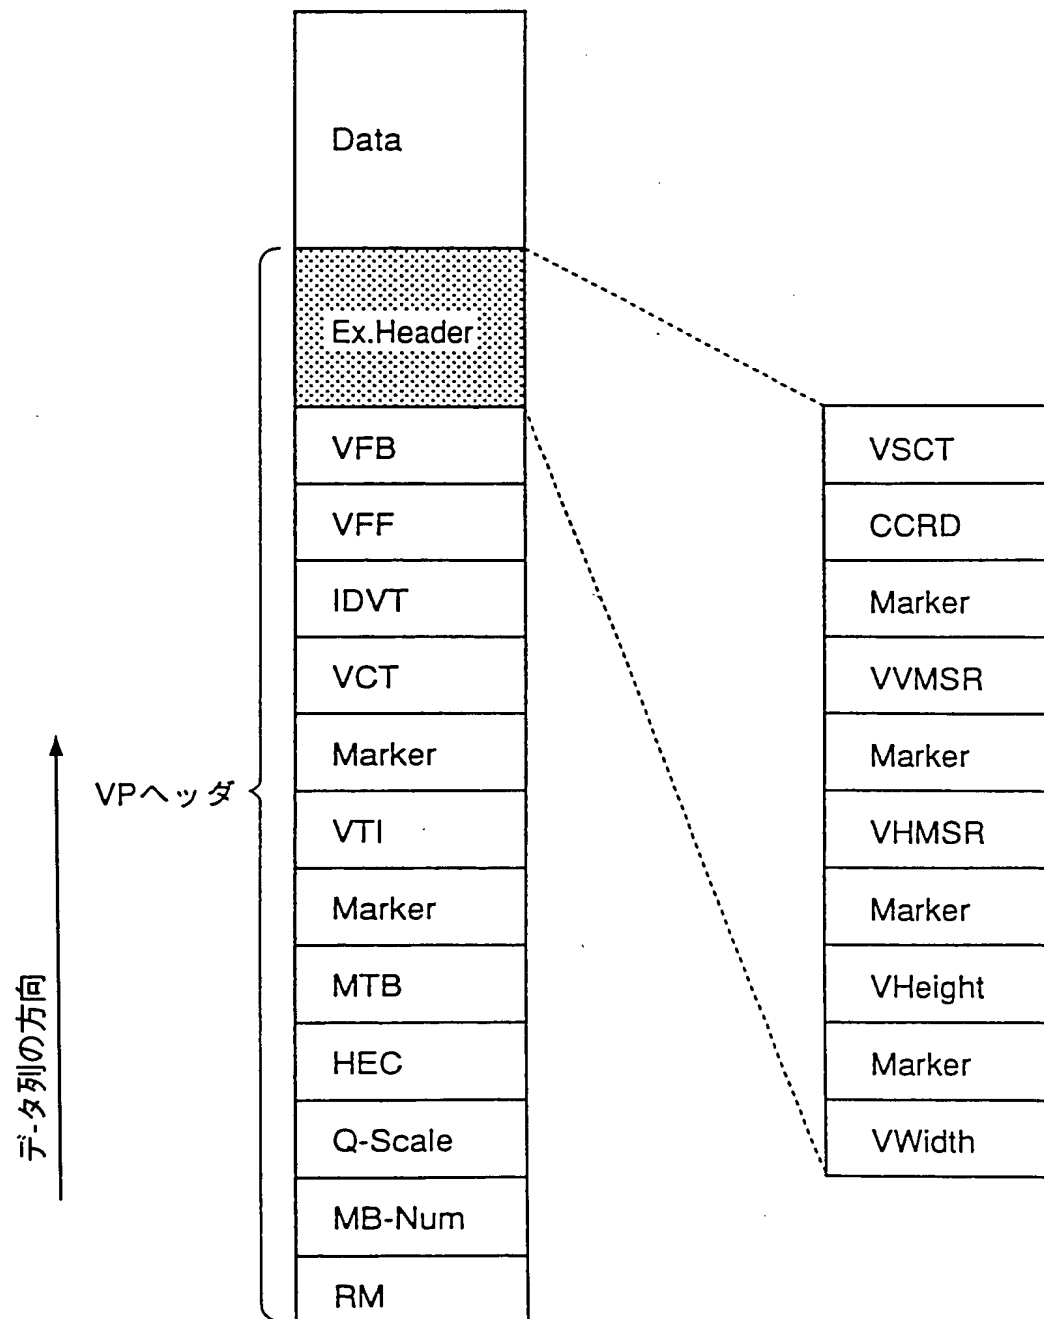 Data
Ex.Header
VFB
VFF
IDVT
VCT
Marker
VTI
Marker
MTB
HEC
Q-Scale
MB-Num
RM
VPヘッダ
データ列の方向
VSCT
CCRD
Marker
VVMSR
Marker
VHMSR
Marker
VHeight
Marker
VWidth